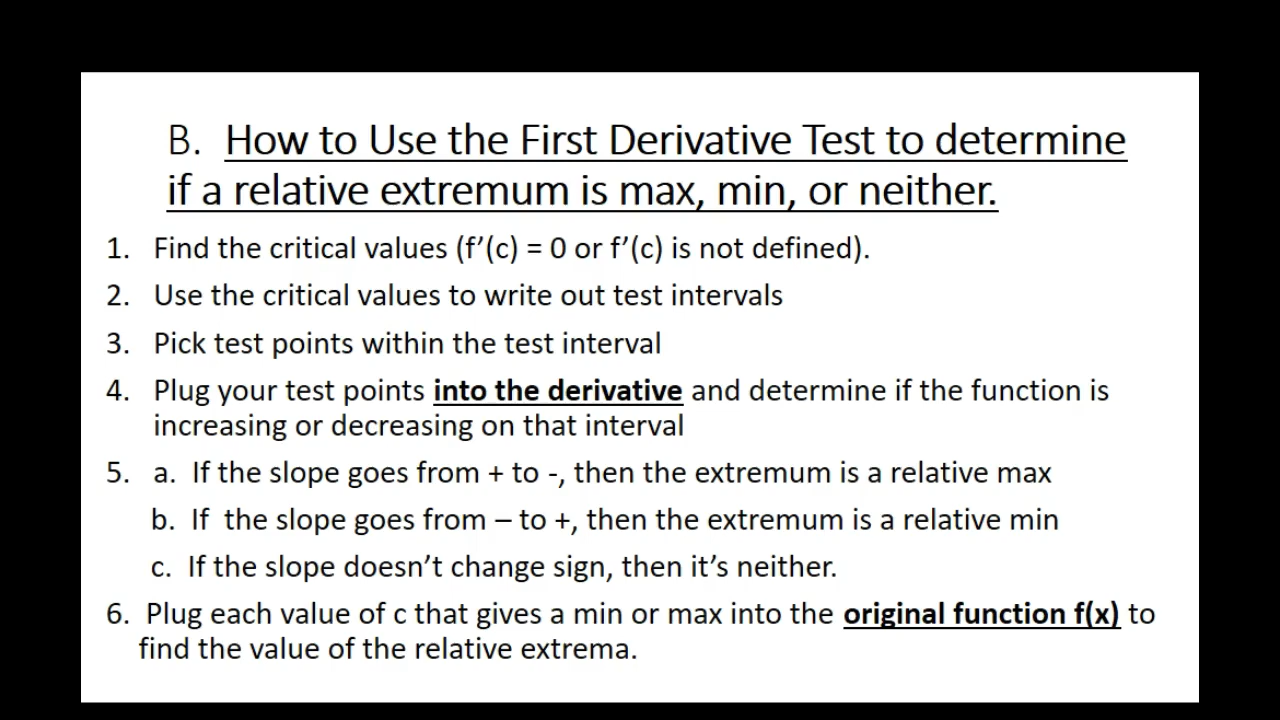 B. How to Use the First Derivative Test to determine
if a relative extremum is max, min, or neither.
1. Find the critical values (f’(c) = 0 or f’(c) is not defined).
2. Use the critical values to write out test intervals
3. Pick test points within the test interval
4. Plug your test points into the derivative and determine if the function is
increasing or decreasing on that interval
5. a. If the slope goes from + to -, then the extremum is a relative max
b. If the slope goes from – to +, then the extremum is a relative min
c. If the slope doesn’t change sign, then it’s neither.
6. Plug each value of c that gives a min or max into the original function f(x) to
find the value of the relative extrema.